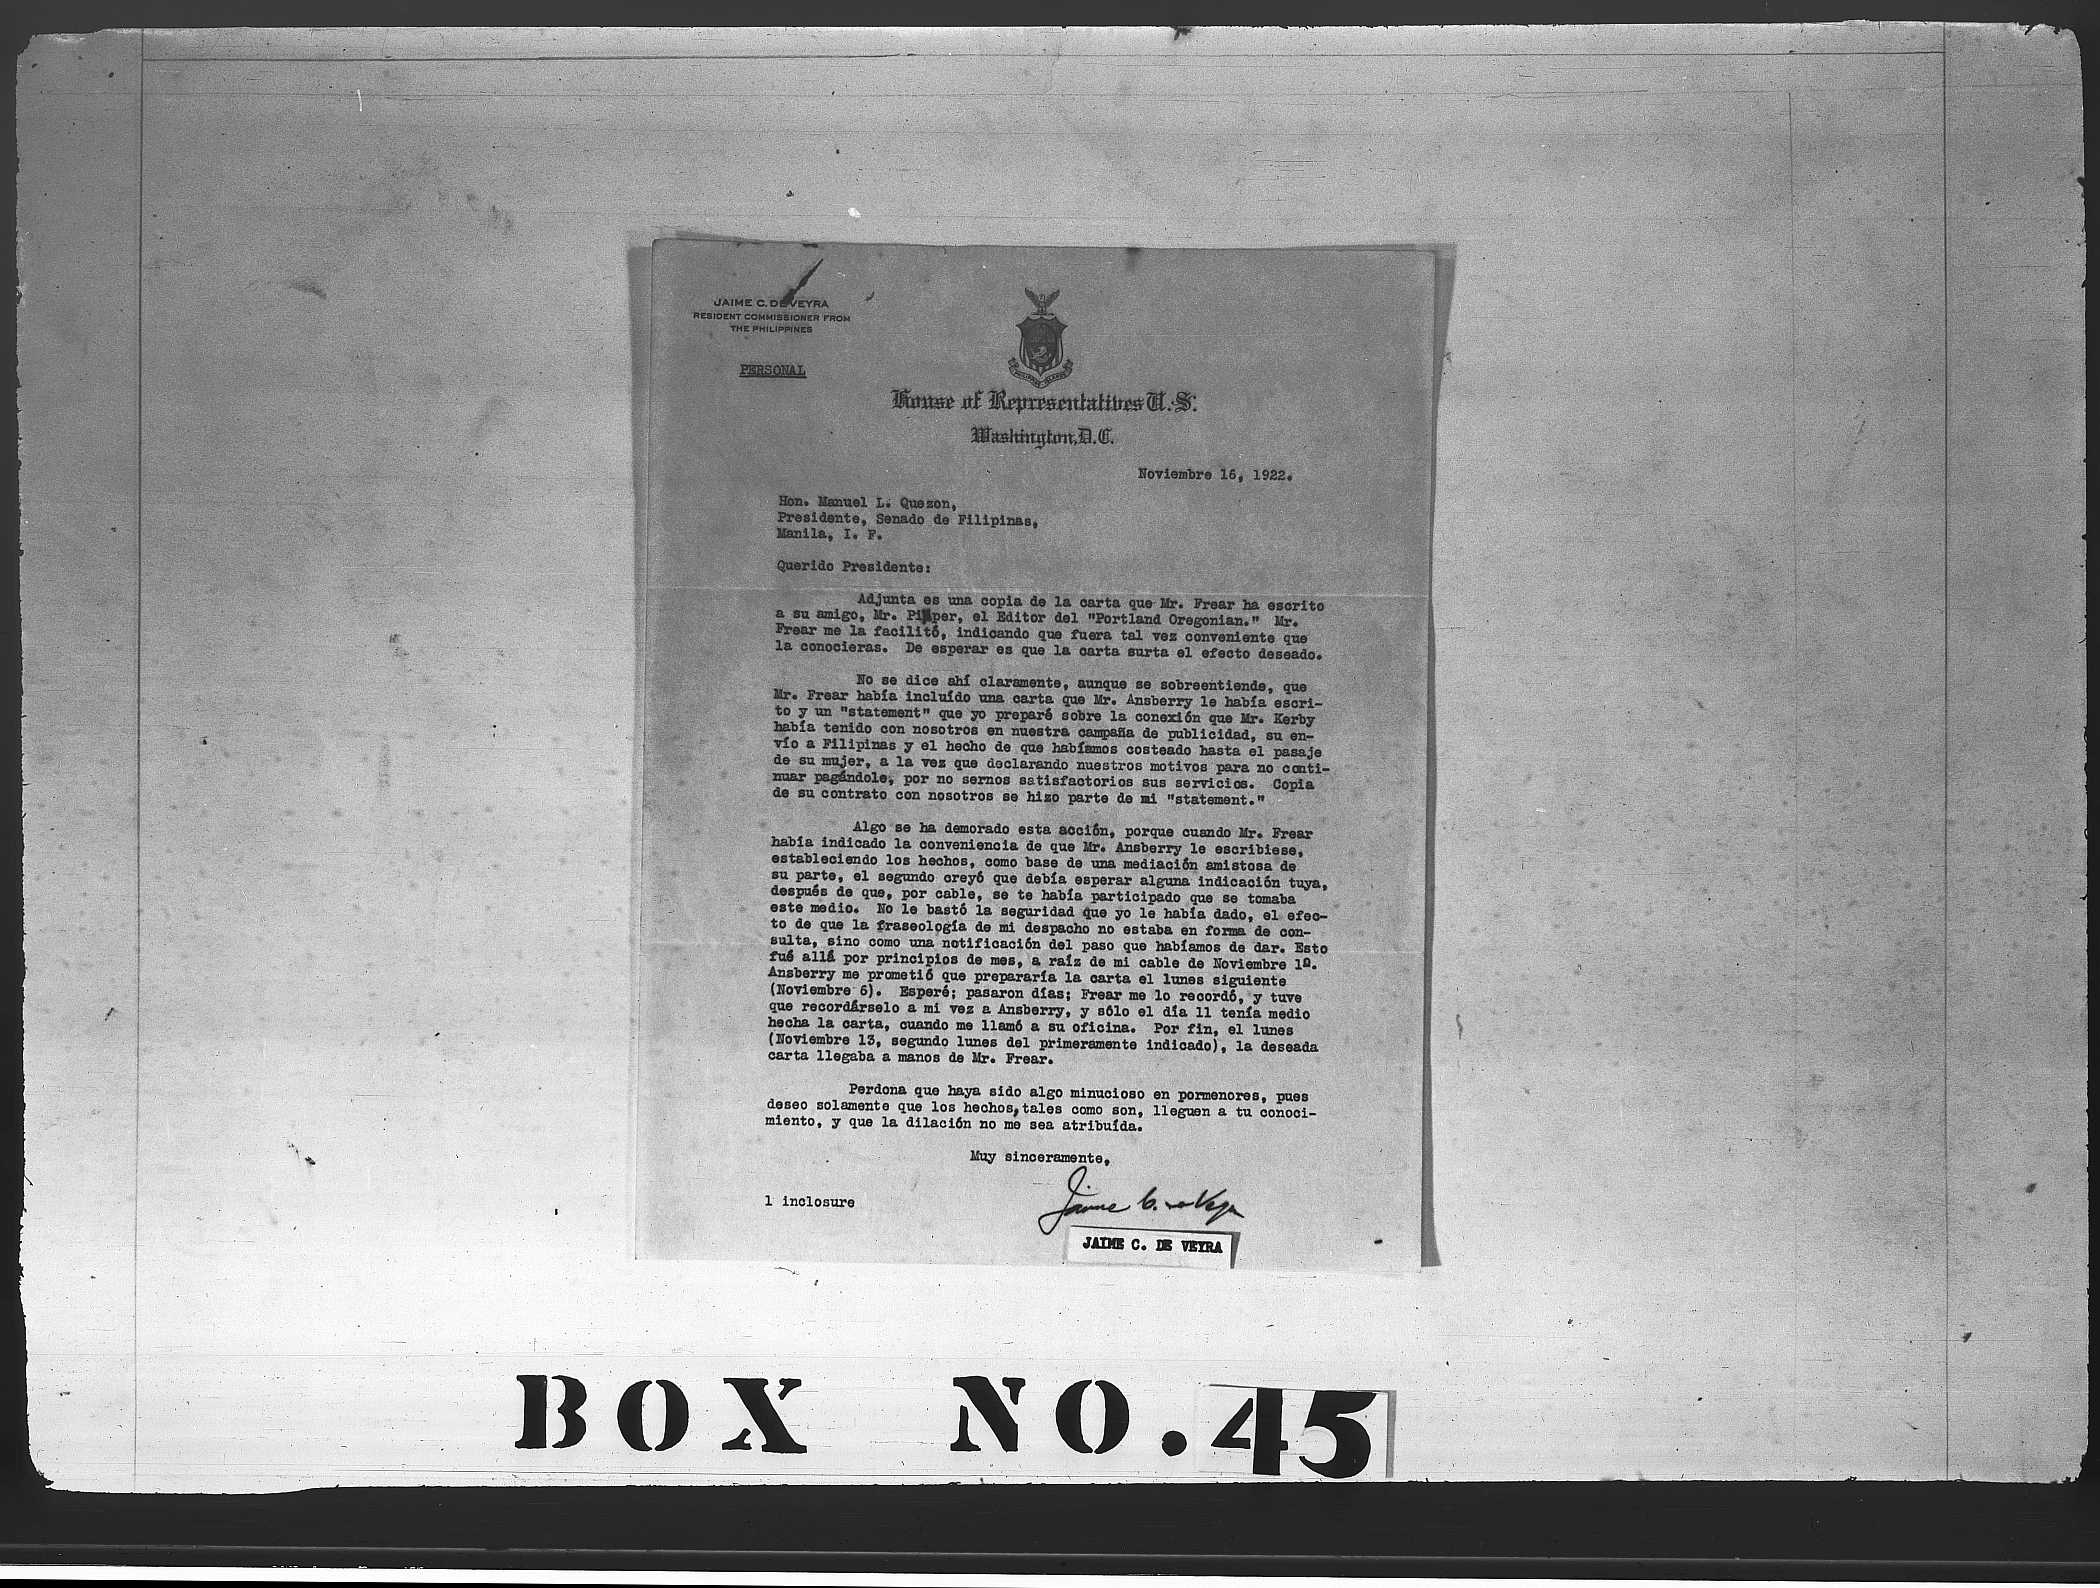 JAIME C. DE VEYRA
RESIDENT COMMISSIONER FROM
THE PHILIPPINES
PERSONAL
House of Representatives U.S.
Washington, D.C.
Noviembre 16, 1922.
Hon. Manuel L. Quezon,
Presidente, Senado de Filipinas,
Manila, I. F.
Querido Presidente:
Adjunta es una copia de la carta que Mr. Frear ha escrito
a su amigo, Mr. Piper, el Editor del "Portland Oregonian." Mr.
Frear me la facilitó, indicando que fuera tal vez conveniente que
la conocieras. De esperar es que la carta surta el efecto deseado.
No se dice ahí claramente, aunque se sobreentiende, que
Mr. Frear había incluído una carta que Mr. Ansberry le había escri-
to y un "statement" que yo preparé sobre la conexión que Mr. Kerby
había tenido con nosotros en nuestra campaña de publicidad, su en-
vío a Filipinas y el hecho de que habíamos costeado hasta el pasaje
de su mujer, a la vez que declarando nuestros motivos para no conti-
nuar pagándole, por no sernos satisfactorios sus servicios. Copia
de su contrato con nosotros se hizo parte de mi "statement."
Algo se ha demorado esta acción, porque cuando Mr. Frear
había indicado la conveniencia de que Mr. Ansberry le escribiese,
estableciendo los hechos, como base de una mediación amistosa de
su parte, el segundo creyó que debía esperar alguna indicación tuya,
después de que, por cable, se te había participado que se tomaba
este medio. No le bastó la seguridad que yo le había dado, el efec-
to de que la fraseología de mi despacho no estaba en forma de con-
sulta, sino como una notificación del paso que habíamos de dar. Esto
fué allá por principios de mes, a raíz de mi cable de Noviembre 1º.
Ansberry me prometió que prepararía la carta el lunes siguiente
(Noviembre 6). Esperé; pasaron días; Frear me lo recordó, y tuve
que recordárselo a mi vez a Ansberry, y sólo el día 11 tenía medio
hecha la carta, cuando me llamó a su oficina. Por fin, el lunes
(Noviembre 13, segundo lunes del primeramente indicado), la deseada
carta llegaba a manos de Mr. Frear.
Perdona que haya sido algo minucioso en pormenores, pues
deseo solamente que los hechos, tales como son, lleguen a tu conoci-
miento, y que la dilación no me sea atribuída.
Muy sinceramente,
1 inclosure
Jaime C. de Veyra
JAIME C. DE VEYRA
BOX NO. 45